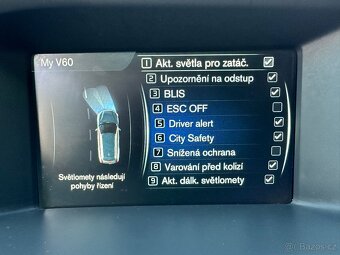 My V60
1 Akt. světla pro zatáč.
2 Upozornění na odstup
3 BLIS
4 ESC OFF
5 Driver alert
6 City Safety
7 Snížená ochrana
8 Varování před kolizí
9 Akt. dálk. světlomety
Světlomety následují
pohyby řízení